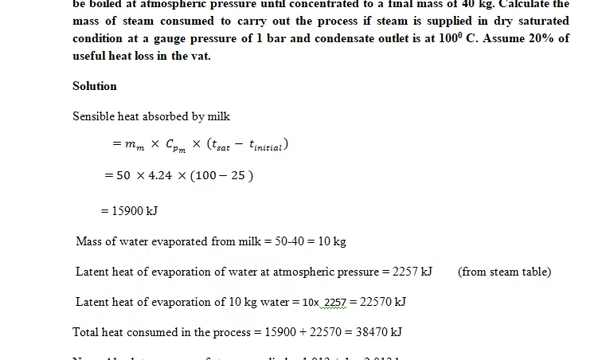 be boiled at atmospheric pressure until concentrated to a final mass of 40 kg. Calculate the
mass of steam consumed to carry out the process if steam is supplied in dry saturated
condition at a gauge pressure of 1 bar and condensate outlet is at 100⁰ C. Assume 20% of
useful heat loss in the vat.
Solution
Sensible heat absorbed by milk
= m_m × C_pm × (t_sat − t_initial)
= 50 × 4.24 × (100 − 25 )
= 15900 kJ
Mass of water evaporated from milk = 50-40 = 10 kg
Latent heat of evaporation of water at atmospheric pressure = 2257 kJ (from steam table)
Latent heat of evaporation of 10 kg water = 10x 2257 = 22570 kJ
Total heat consumed in the process = 15900 + 22570 = 38470 kJ